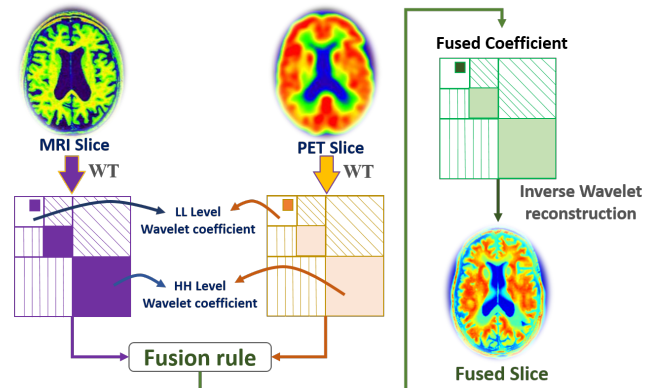 MRI Slice
WT
PET Slice
WT
LL Level
Wavelet coefficient
HH Level
Wavelet coefficient
Fusion rule
Fused Coefficient
Inverse Wavelet
reconstruction
Fused Slice